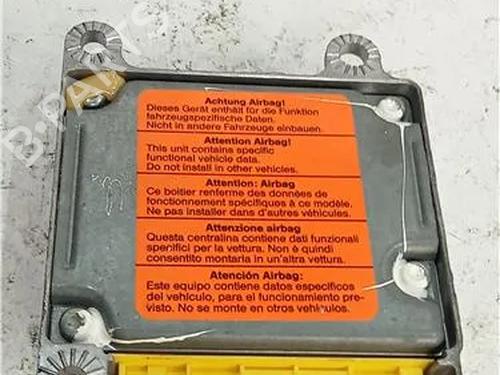 B-PARTS
Achtung Airbag!
Dieses Gerät enthält für die Funktion
fahrzeugspezifische Daten.
Nicht in andere Fahrzeuge einbauen.
Attention Airbag!
This unit contains specific
functional vehicle data.
Do not install in other vehicles.
Attention: Airbag
Ce boitier renferme des données de
fonctionnement spécifiques à ce modèle.
Ne pas installer dans d'autres véhicules.
Attenzione airbag
Questa centralina contiene dati funzionali
specifici per la vettura. Non è quindi
consentito montarla in un'altra vettura.
Atención Airbag:
Este equipo contiene datos específicos
del vehículo, para el funcionamiento pre-
visto. No se monte en otros vehículos.